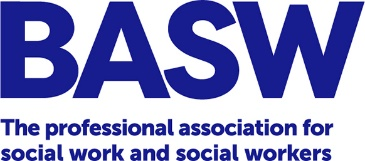 BASW
The professional association for
social work and social workers